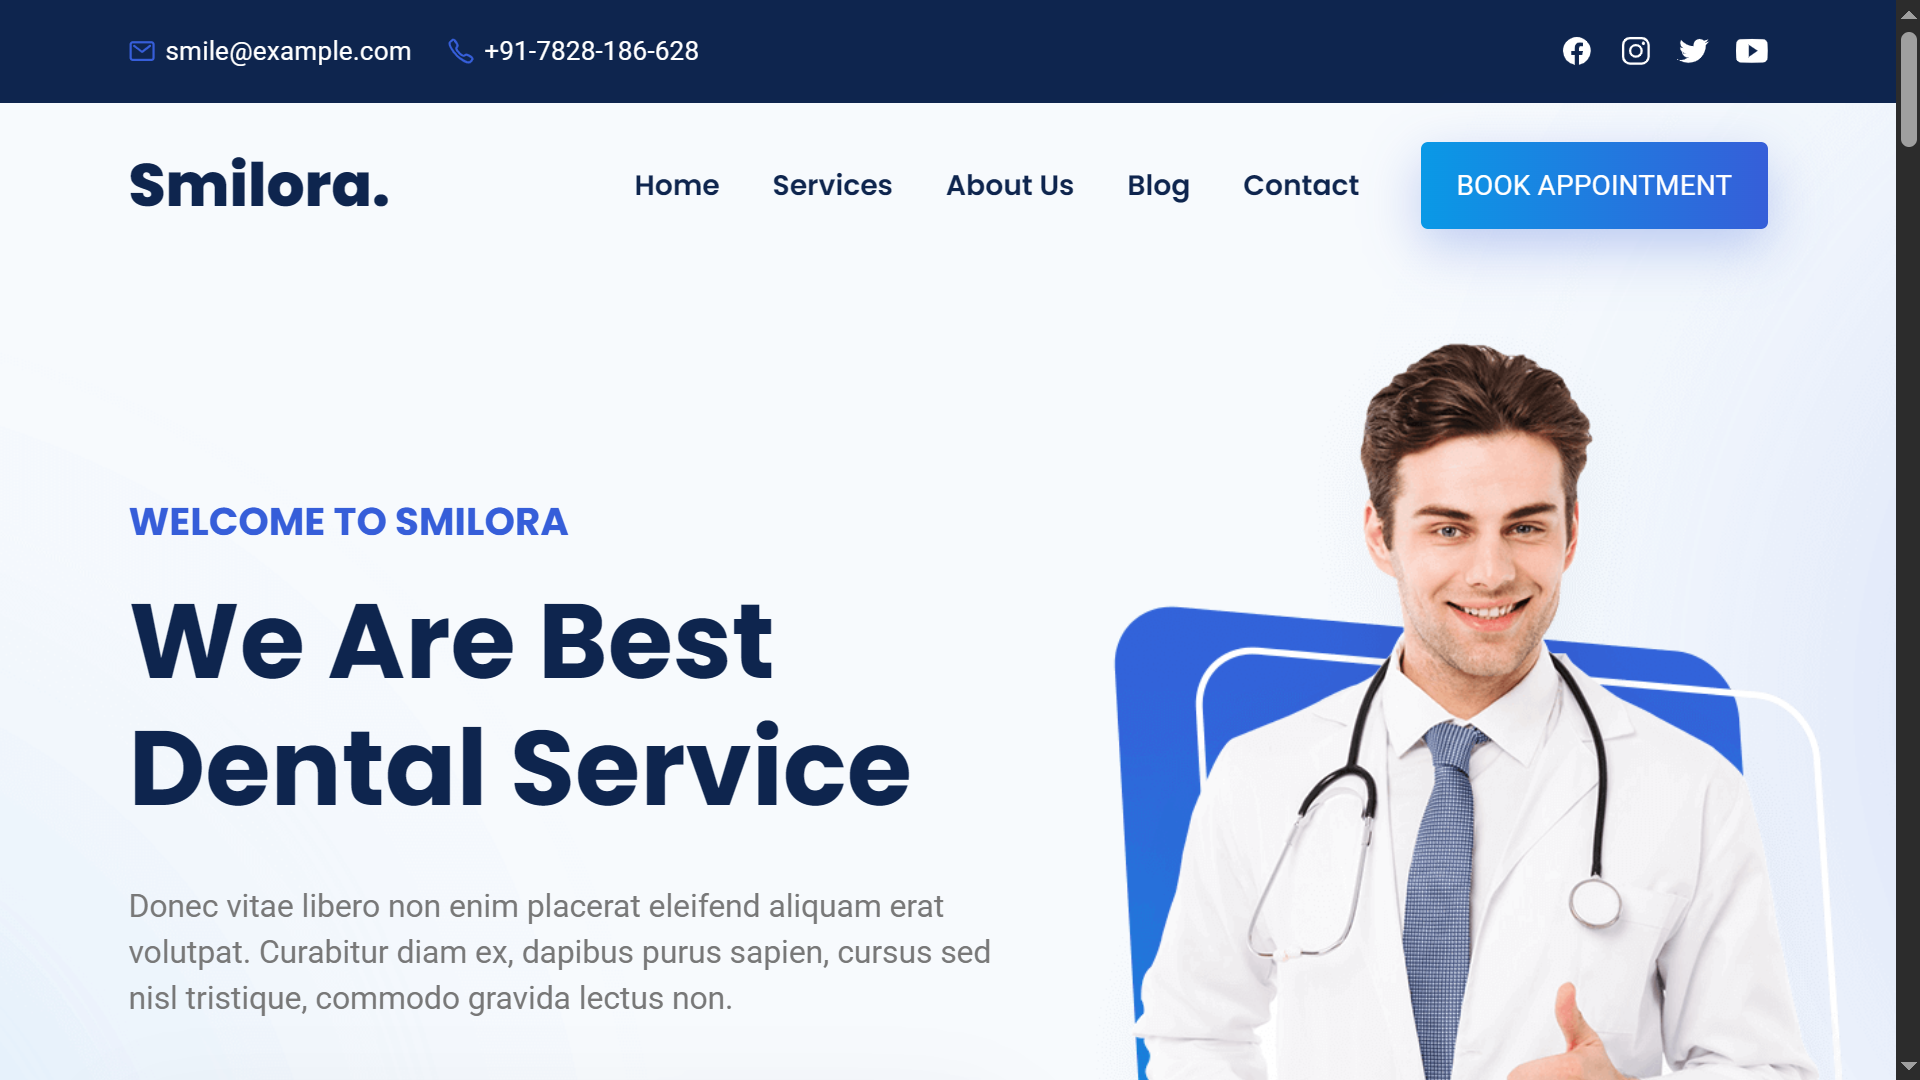 smile@example.com
+91-7828-186-628
Smilora.
Home
Services
About Us
Blog
Contact
BOOK APPOINTMENT
WELCOME TO SMILORA
We Are Best
Dental Service
Donec vitae libero non enim placerat eleifend aliquam erat
volutpat. Curabitur diam ex, dapibus purus sapien, cursus sed
nisl tristique, commodo gravida lectus non.